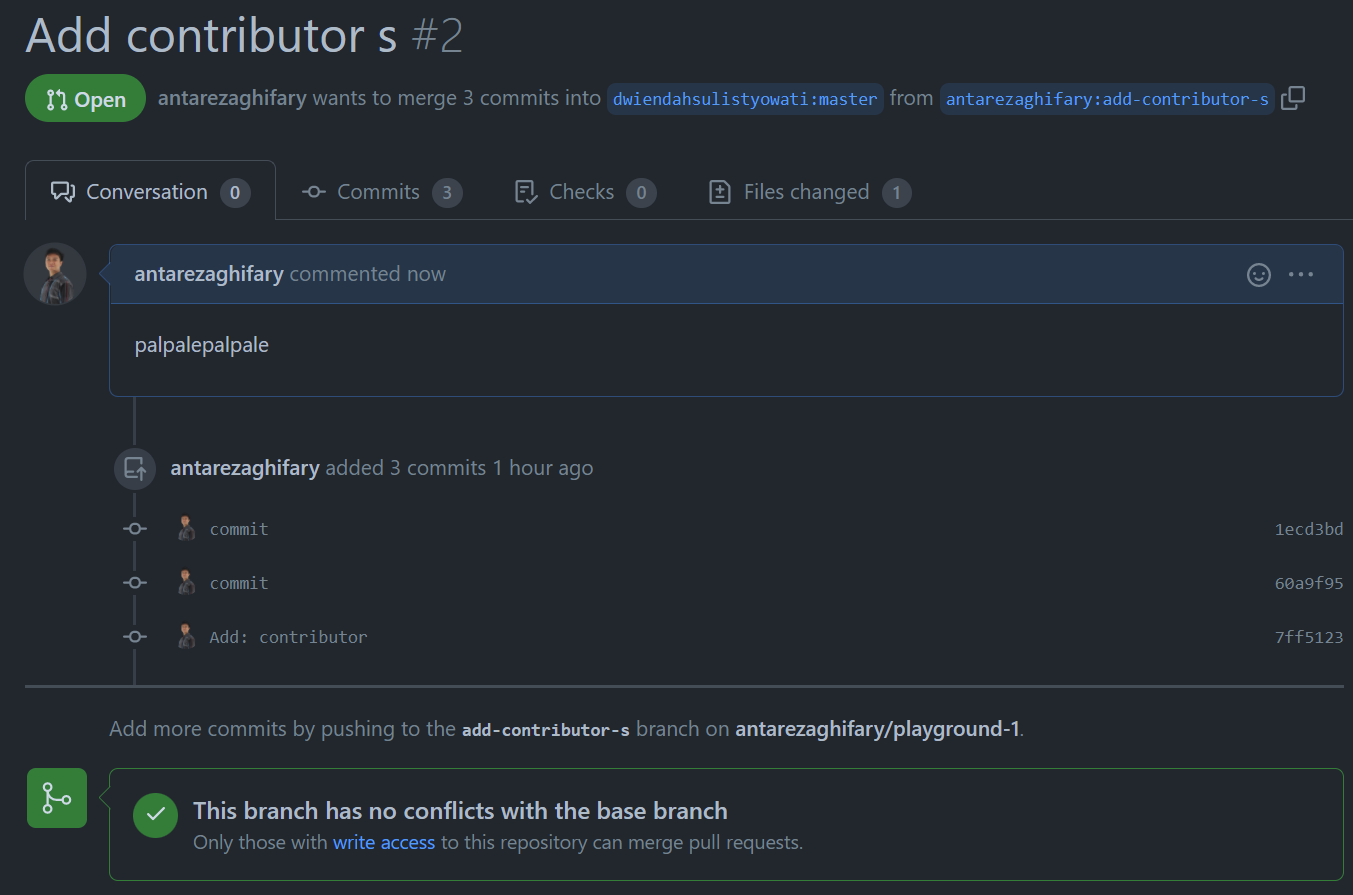 Add contributor s #2
Open antarezaghifary wants to merge 3 commits into dwiendahsulistyowati:master from antarezaghifary:add-contributor-s
Conversation 0 Commits 3 Checks 0 Files changed 1
antarezaghifary commented now
palpalepalpale
antarezaghifary added 3 commits 1 hour ago
commit 1ecd3bd
commit 60a9f95
Add: contributor 7ff5123
Add more commits by pushing to the add-contributor-s branch on antarezaghifary/playground-1.
This branch has no conflicts with the base branch
Only those with write access to this repository can merge pull requests.